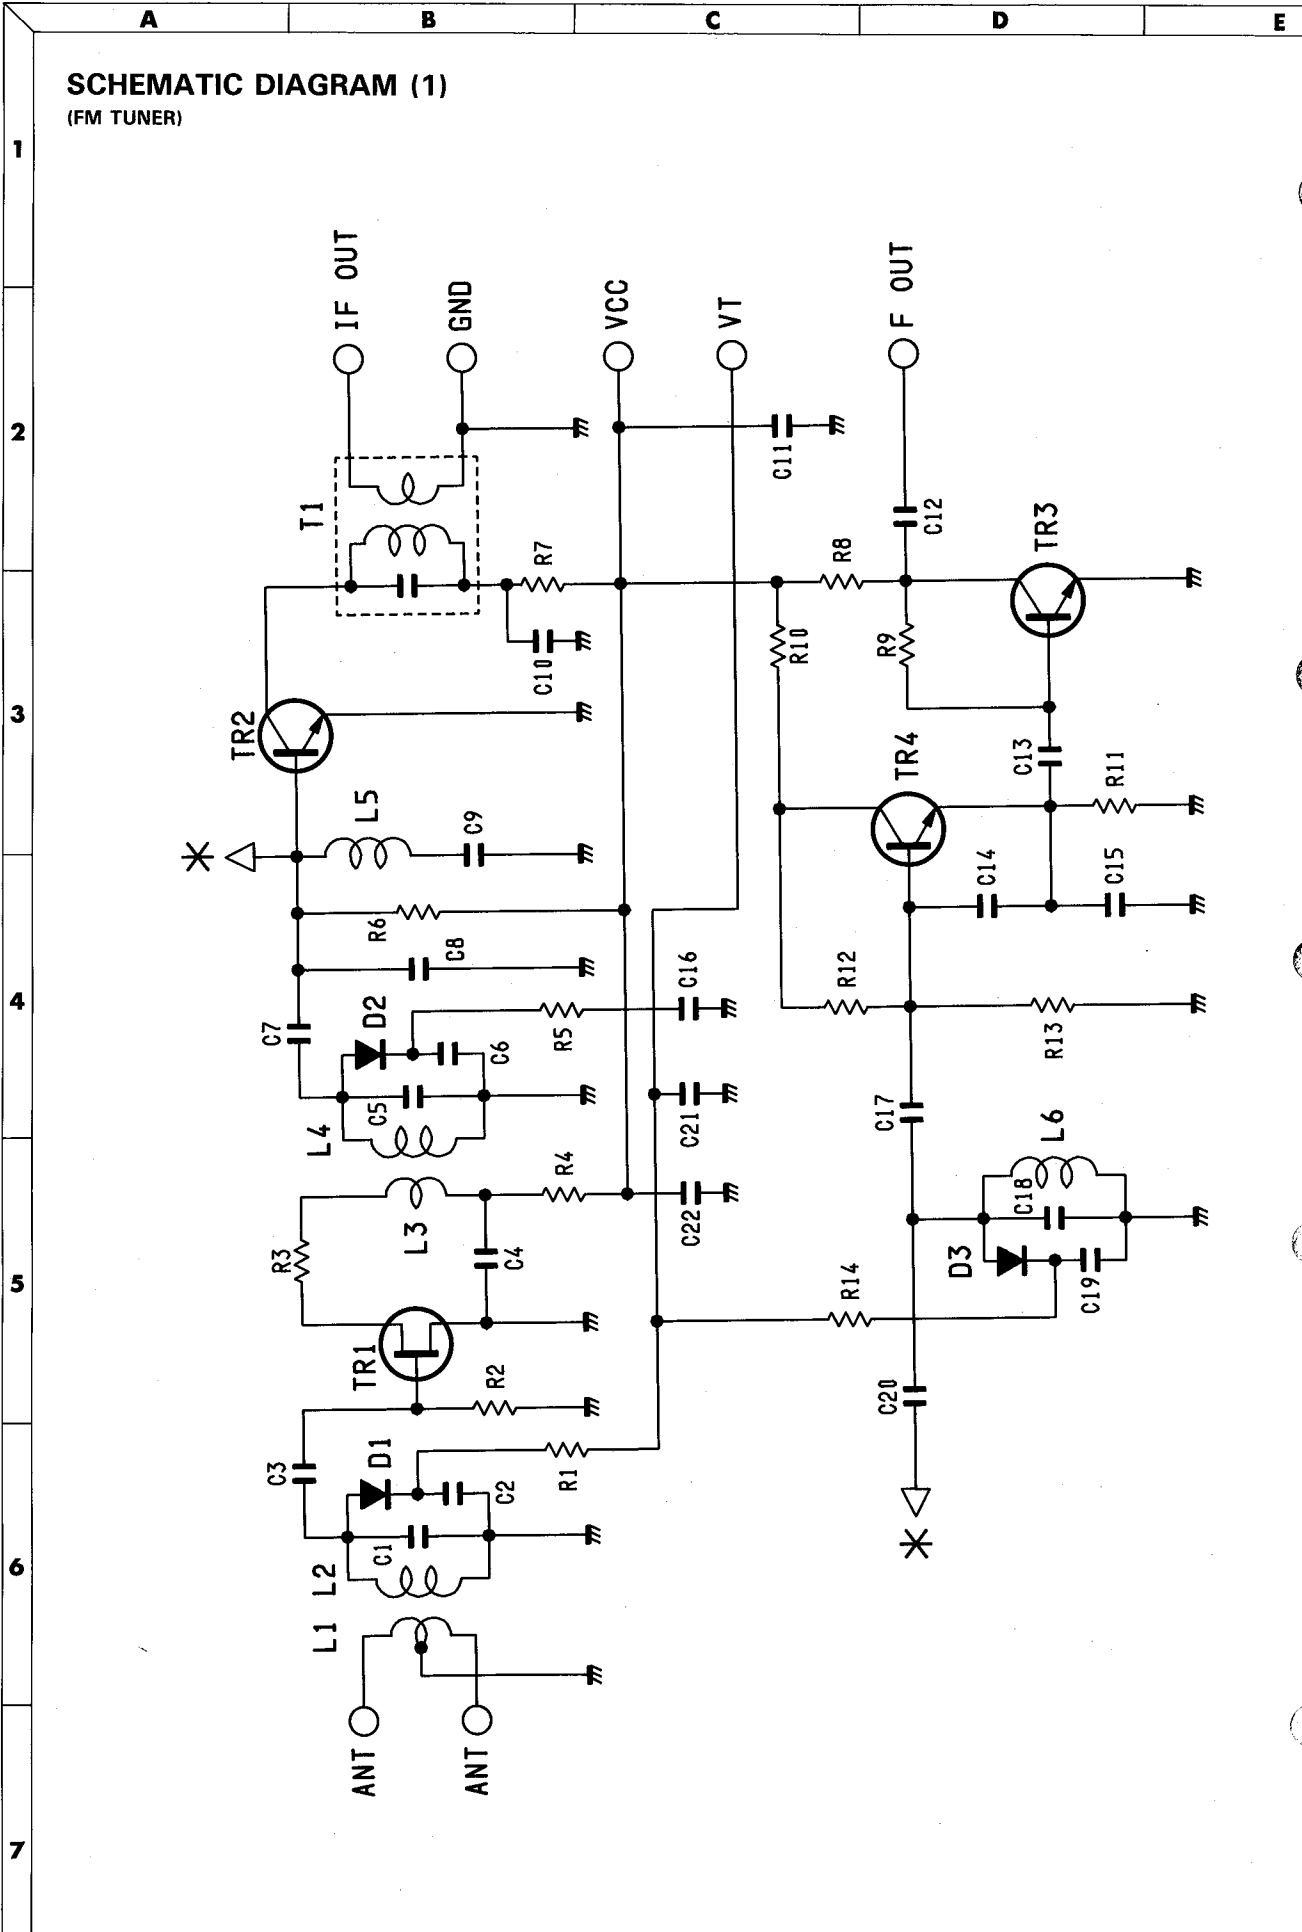 A B C D E
SCHEMATIC DIAGRAM (1)
(FM TUNER)
1
2
3
4
5
6
7
IF OUT
GND
VCC
VT
F OUT
T1
C11
C12
R7
R8
TR3
C10
R10
R9
TR2
TR4
C13
R11
L5
C9
R6
C8
C14
C15
C7
D2
C6
C5
L4
R5
C16
C21
R12
R13
C17
L6
C18
D3
C19
R3
L3
R4
C4
C22
R14
TR1
R2
C20
C3
D1
C2
R1
C1
L2
L1
ANT
ANT